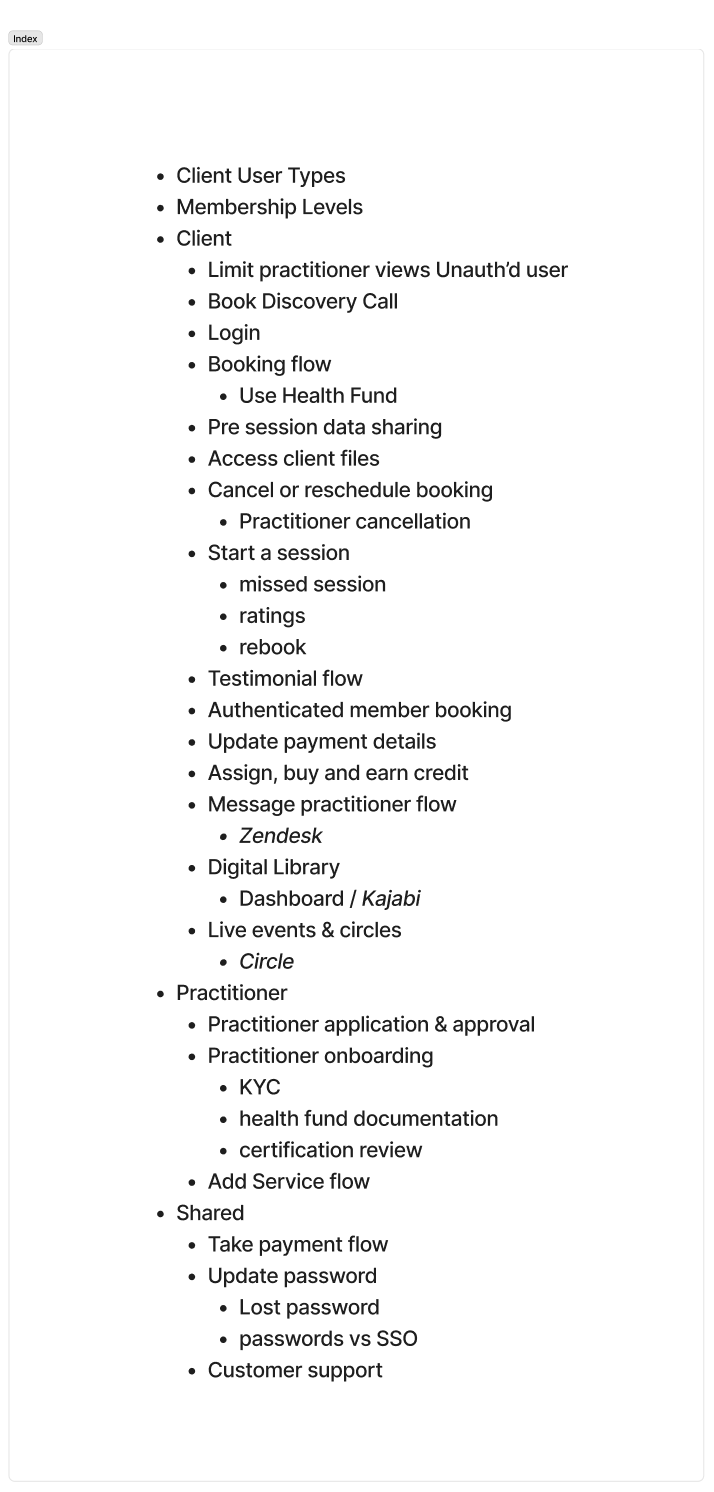 Index
• Client User Types
• Membership Levels
• Client
• Limit practitioner views Unauth’d user
• Book Discovery Call
• Login
• Booking flow
• Use Health Fund
• Pre session data sharing
• Access client files
• Cancel or reschedule booking
• Practitioner cancellation
• Start a session
• missed session
• ratings
• rebook
• Testimonial flow
• Authenticated member booking
• Update payment details
• Assign, buy and earn credit
• Message practitioner flow
• Zendesk
• Digital Library
• Dashboard / Kajabi
• Live events & circles
• Circle
• Practitioner
• Practitioner application & approval
• Practitioner onboarding
• KYC
• health fund documentation
• certification review
• Add Service flow
• Shared
• Take payment flow
• Update password
• Lost password
• passwords vs SSO
• Customer support